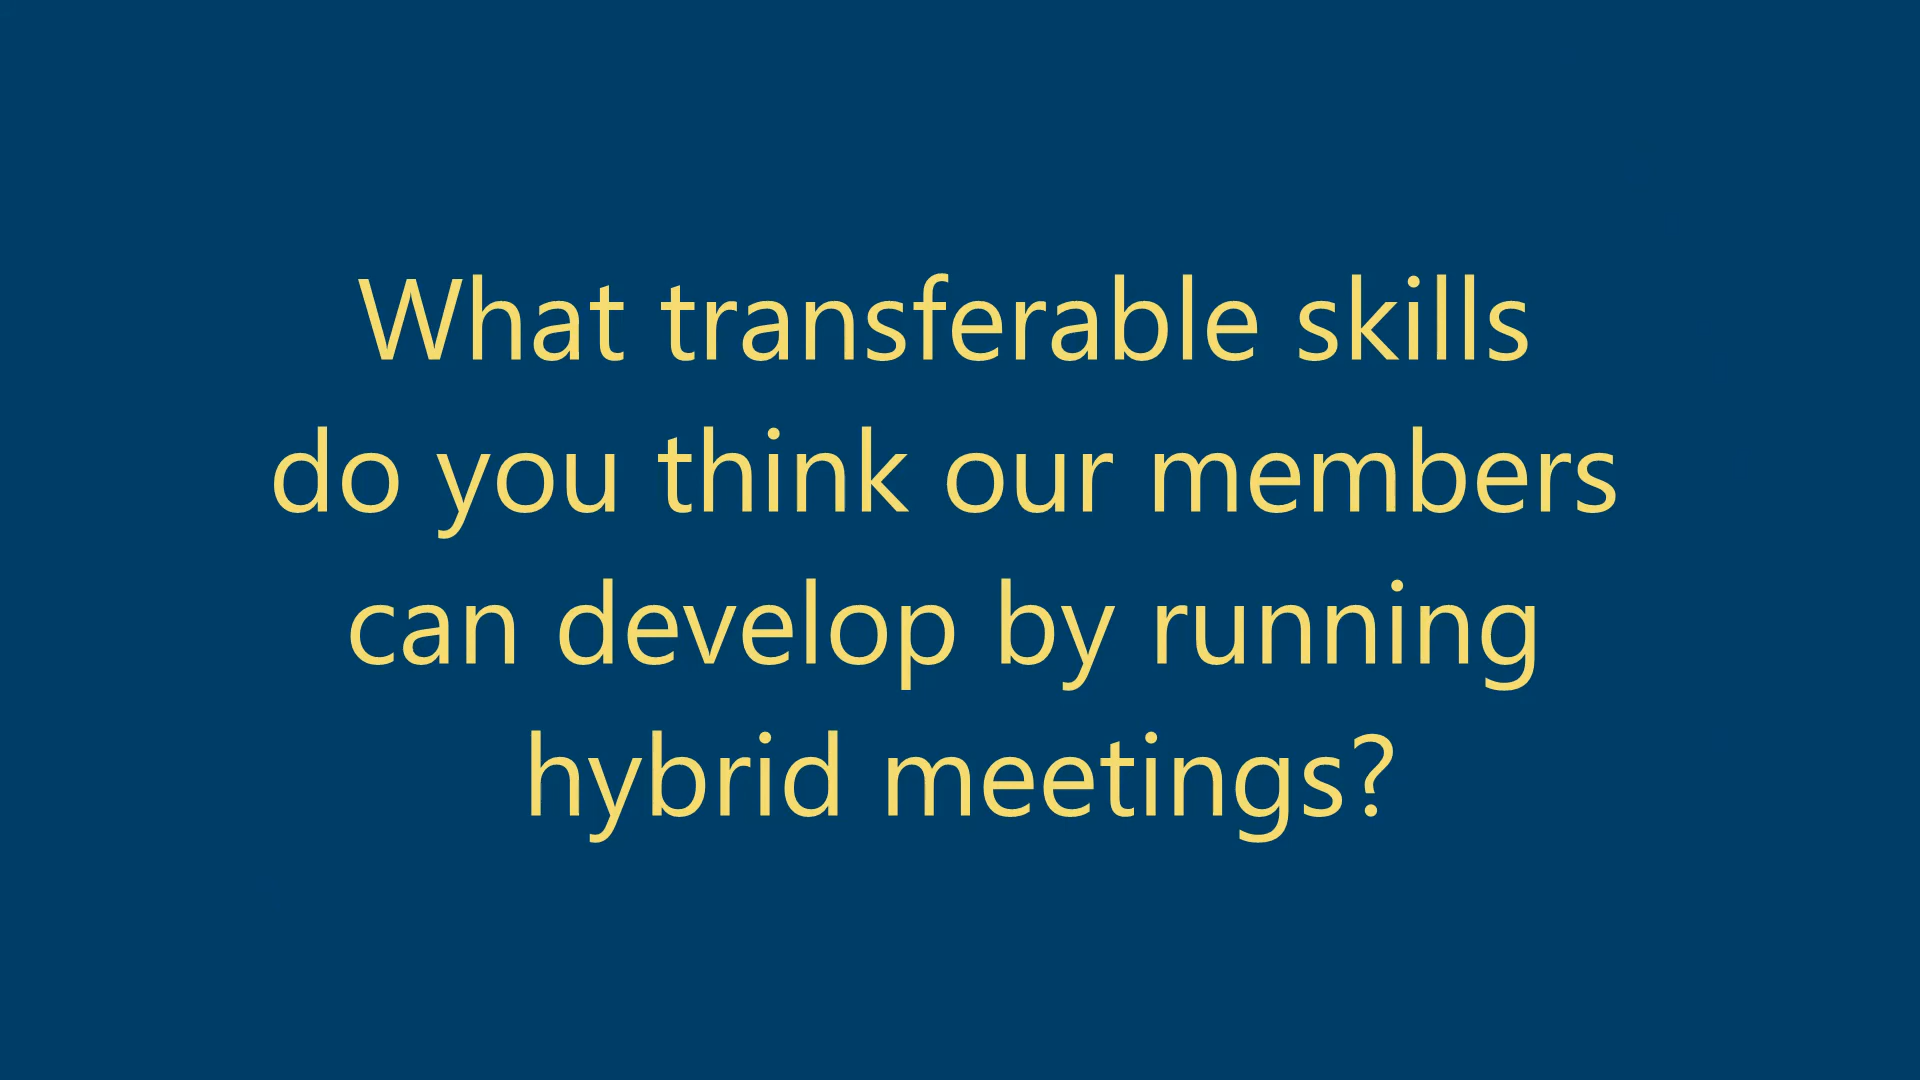 What transferable skills
do you think our members
can develop by running
hybrid meetings?